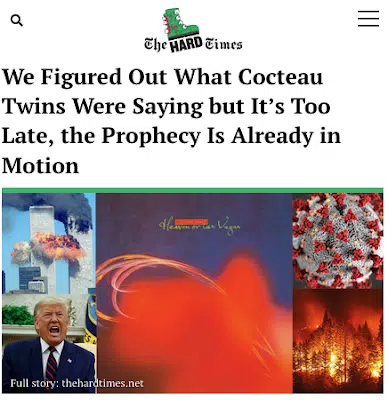 The HARD Times
We Figured Out What Cocteau
Twins Were Saying but It’s Too
Late, the Prophecy Is Already in
Motion
Heaven or Las Vegas
Full story: thehardtimes.net